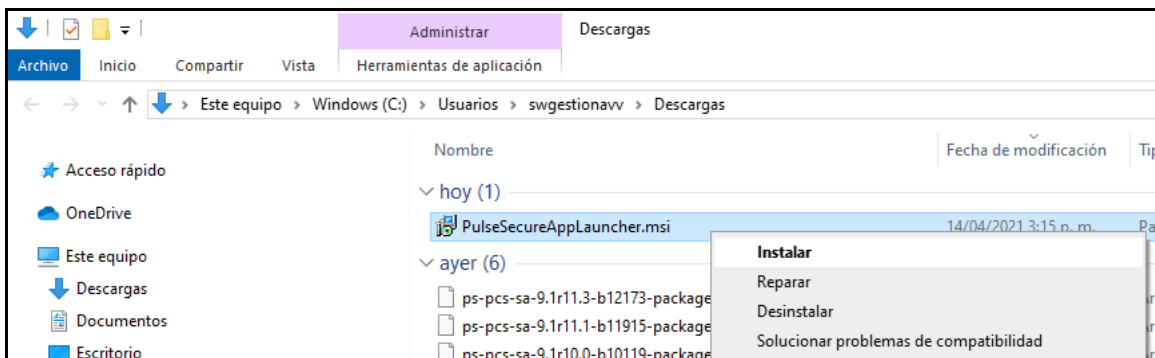 Administrar Descargas
Archivo Inicio Compartir Vista Herramientas de aplicación
Este equipo > Windows (C:) > Usuarios > swgestionavv > Descargas
Nombre Fecha de modificación
Acceso rápido
hoy (1)
OneDrive
PulseSecureAppLauncher.msi 14/04/2021 3:15 p. m.
Este equipo
Instalar
ayer (6)
Descargas
Reparar
ps-pcs-sa-9.1r11.3-b12173-package
Desinstalar
Documentos
ps-pcs-sa-9.1r11.1-b11915-package
Solucionar problemas de compatibilidad
Escritorio
ps-pcs-sa-9.1r10.0-b10119-package